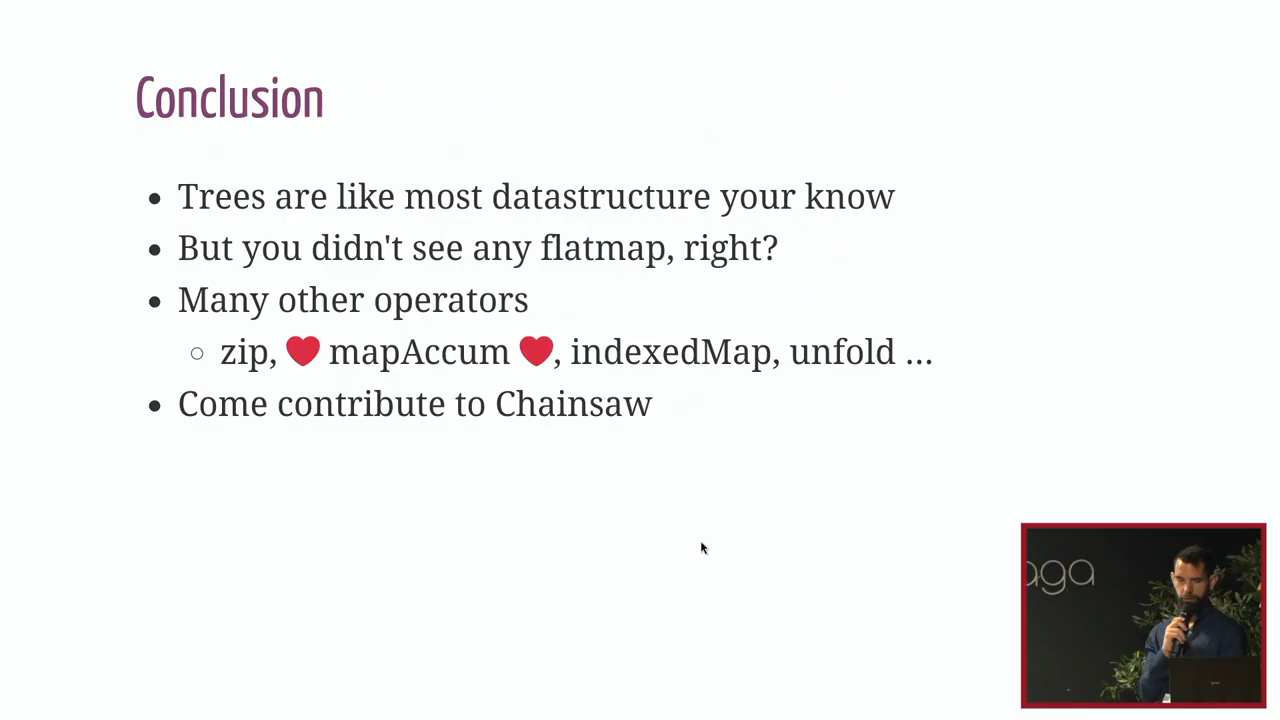 Conclusion
Trees are like most datastructure your know
But you didn't see any flatmap, right?
Many other operators
zip, ❤️ mapAccum ❤️, indexedMap, unfold ...
Come contribute to Chainsaw
aga